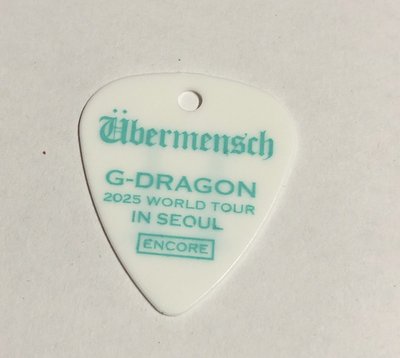 Übermensch
G-DRAGON
2025 WORLD TOUR
IN SEOUL
ENCORE